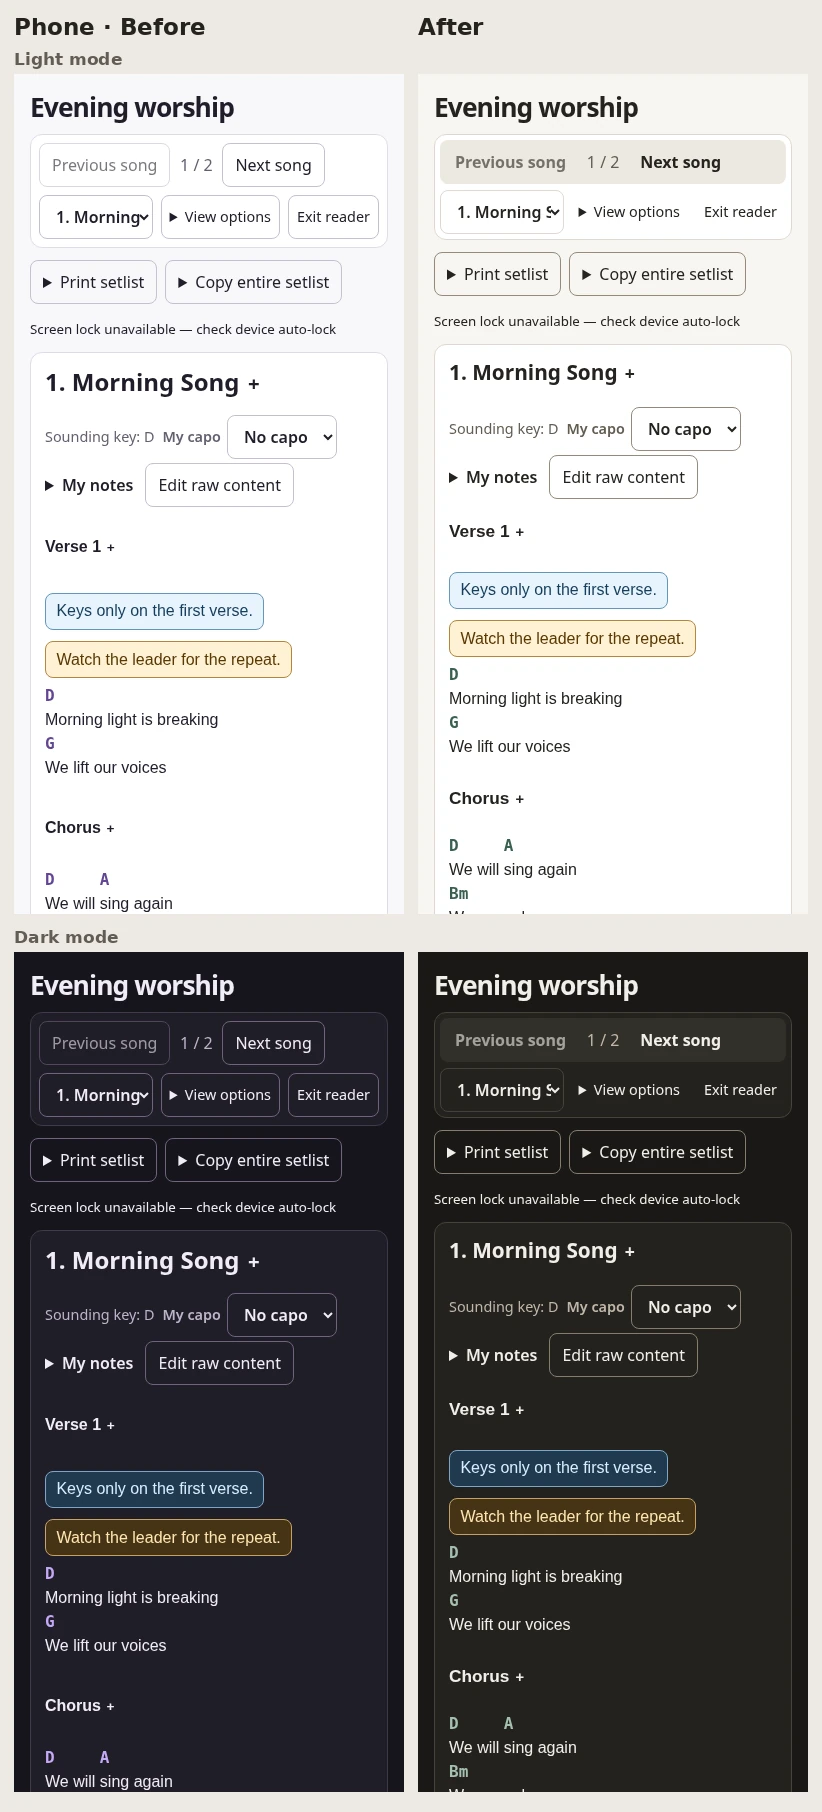 Phone · Before
Light mode
Evening worship
Previous song 1 / 2 Next song
1. Morning View options Exit reader
Print setlist Copy entire setlist
Screen lock unavailable — check device auto-lock
1. Morning Song +
Sounding key: D My capo No capo
My notes Edit raw content
Verse 1 +
Keys only on the first verse.
Watch the leader for the repeat.
D
Morning light is breaking
G
We lift our voices
Chorus +
D A
We will sing again
After
Evening worship
Previous song 1 / 2 Next song
1. Morning View options Exit reader
Print setlist Copy entire setlist
Screen lock unavailable — check device auto-lock
1. Morning Song +
Sounding key: D My capo No capo
My notes Edit raw content
Verse 1 +
Keys only on the first verse.
Watch the leader for the repeat.
D
Morning light is breaking
G
We lift our voices
Chorus +
D A
We will sing again
Bm
Dark mode
Evening worship
Previous song 1 / 2 Next song
1. Morning View options Exit reader
Print setlist Copy entire setlist
Screen lock unavailable — check device auto-lock
1. Morning Song +
Sounding key: D My capo No capo
My notes Edit raw content
Verse 1 +
Keys only on the first verse.
Watch the leader for the repeat.
D
Morning light is breaking
G
We lift our voices
Chorus +
D A
We will sing again
Evening worship
Previous song 1 / 2 Next song
1. Morning View options Exit reader
Print setlist Copy entire setlist
Screen lock unavailable — check device auto-lock
1. Morning Song +
Sounding key: D My capo No capo
My notes Edit raw content
Verse 1 +
Keys only on the first verse.
Watch the leader for the repeat.
D
Morning light is breaking
G
We lift our voices
Chorus +
D A
We will sing again
Bm